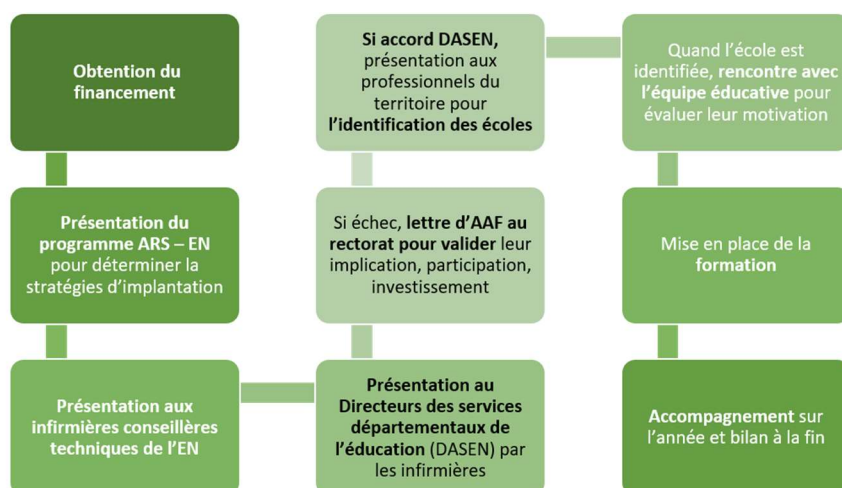 Obtention du
financement
Présentation du
programme ARS – EN
pour déterminer la
stratégies d’implantation
Présentation aux
infirmières conseillères
techniques de l’EN
Présentation au
Directeurs des services
départementaux de
l’éducation (DASEN) par
les infirmières
Si échec, lettre d’AAF au
rectorat pour valider leur
implication, participation,
investissement
Si accord DASEN,
présentation aux
professionnels du
territoire pour
l’identification des écoles
Quand l’école est
identifiée, rencontre avec
l’équipe éducative pour
évaluer leur motivation
Mise en place de la
formation
Accompagnement sur
l’année et bilan à la fin